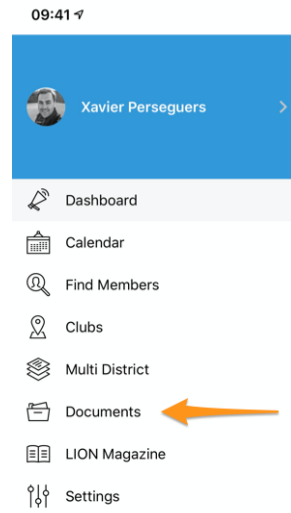 09:41
Xavier Perseguers
Dashboard
Calendar
Find Members
Clubs
Multi District
Documents
LION Magazine
Settings